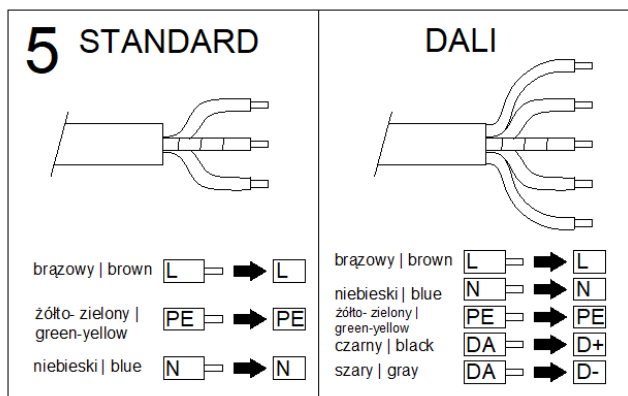 5 STANDARD
brązowy | brown L L
żółto- zielony |
green-yellow PE PE
niebieski | blue N N
DALI
brązowy | brown L L
niebieski | blue N N
żółto- zielony |
green-yellow PE PE
czarny | black DA D+
szary | gray DA D-